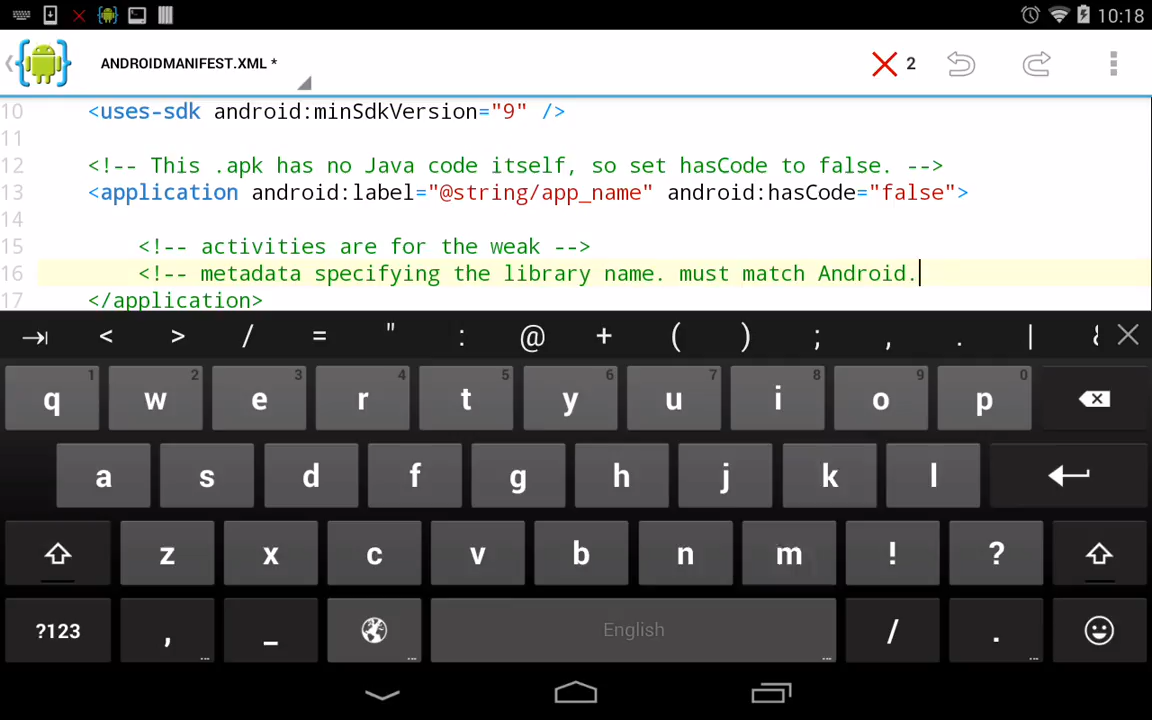 10:18
ANDROIDMANIFEST.XML *
2
10 <uses-sdk android:minSdkVersion="9" />
11
12 <!-- This .apk has no Java code itself, so set hasCode to false. -->
13 <application android:label="@string/app_name" android:hasCode="false">
14
15 <!-- activities are for the weak -->
16 <!-- metadata specifying the library name. must match Android.
17 </application>
< > / = " : @ + ( ) ; , . |
q 1 w 2 e 3 r 4 t 5 y 6 u 7 i 8 o 9 p 0
a s d f g h j k l
z x c v b n m ! ?
?123 , _ English / .